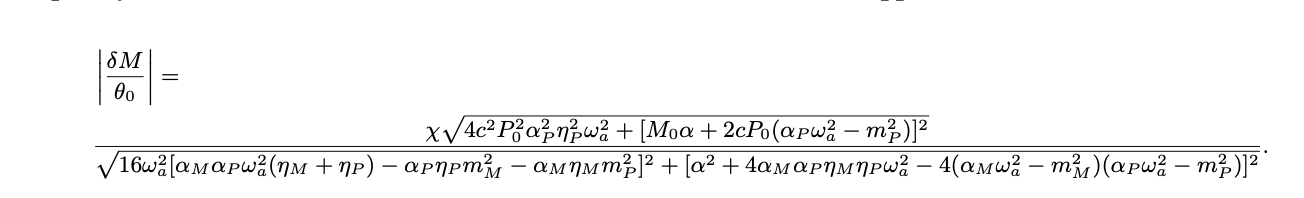 |δM/θ₀| =
χ√(4c²P₀²α_P²η_P²ω_a² + [M₀α + 2cP₀(α_Pω_a² − m_P²)]²)
√(16ω_a²[α_Mα_Pω_a²(η_M + η_P) − α_Pη_Pm_M² − α_Mη_Mm_P²]² + [α² + 4α_Mα_Pη_Mη_Pω_a² − 4(α_Mω_a² − m_M²)(α_Pω_a² − m_P²)]²).